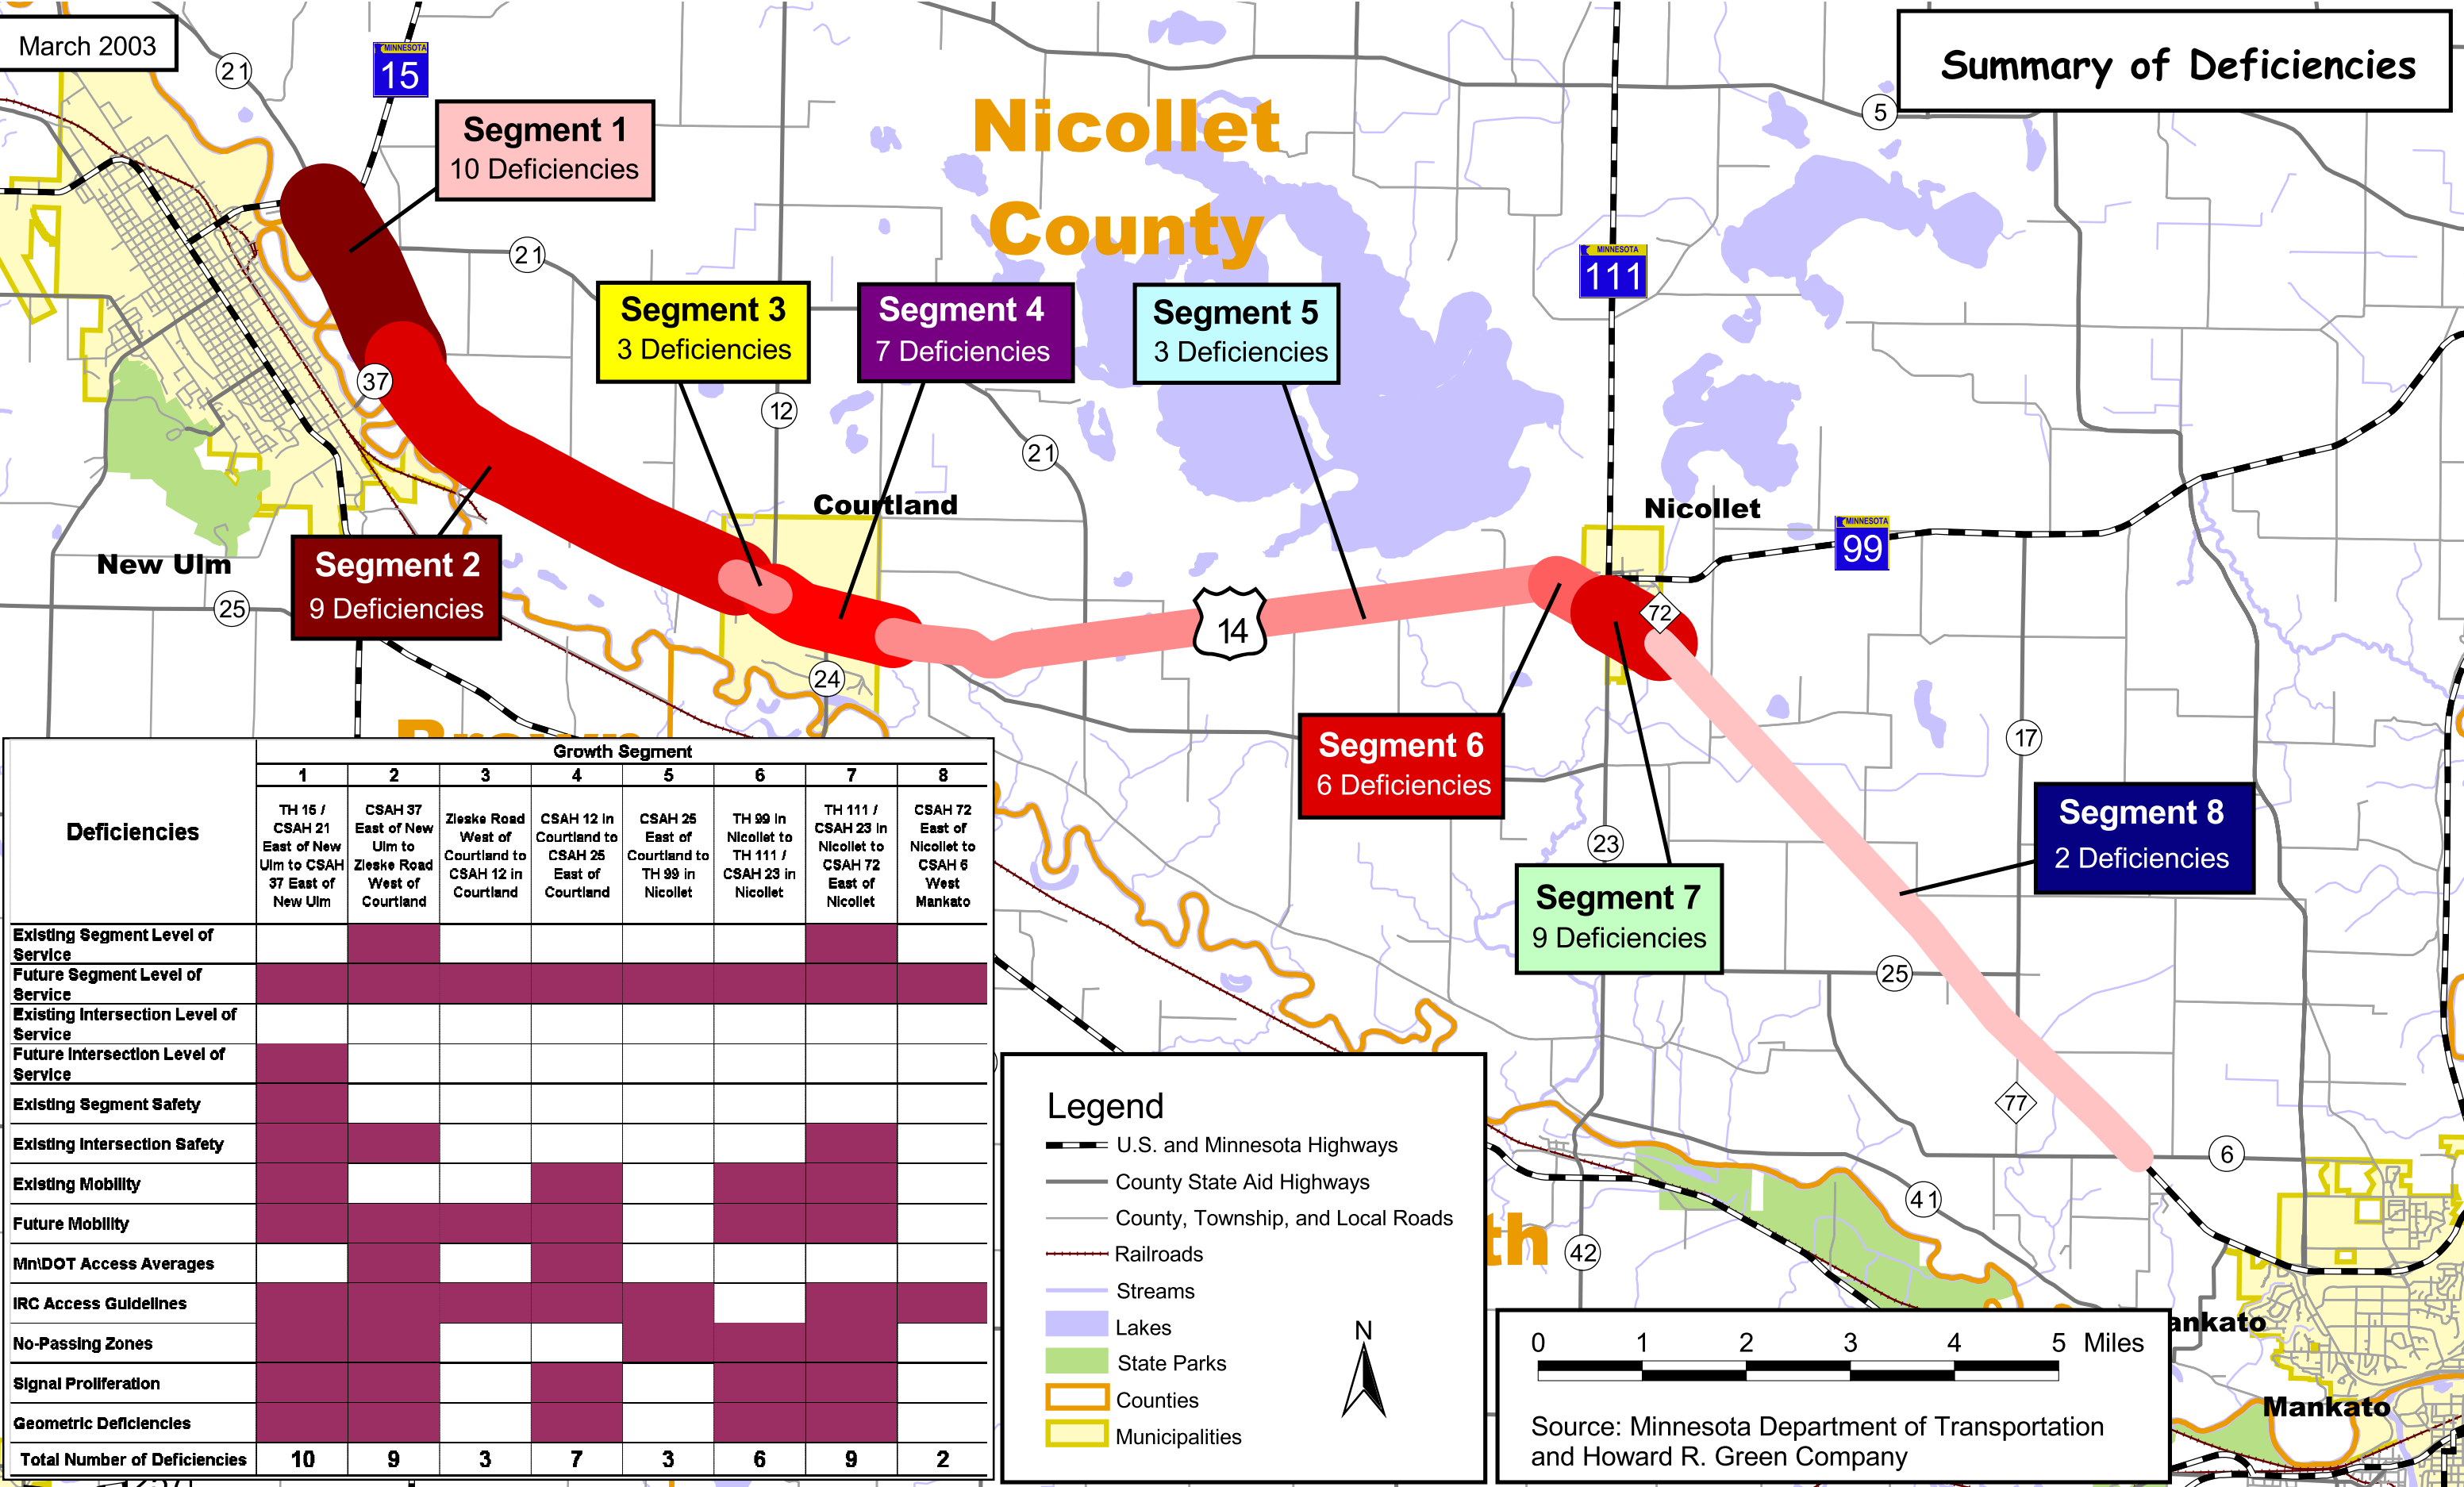 March 2003
Summary of Deficiencies
21
MINNESOTA
15
5
Segment 1
10 Deficiencies
Nicollet
County
21
MINNESOTA
111
Segment 3
3 Deficiencies
Segment 4
7 Deficiencies
Segment 5
3 Deficiencies
37
12
21
Courtland
Nicollet
MINNESOTA
99
New Ulm
Segment 2
9 Deficiencies
25
14
72
24
Segment 6
6 Deficiencies
17
Segment 8
2 Deficiencies
23
Segment 7
9 Deficiencies
25
77
6
41
42
th
ankato
Mankato
Brown
Deficiencies
Growth Segment
1 2 3 4 5 6 7 8
TH 15 /
CSAH 21
East of New
Ulm to CSAH
37 East of
New Ulm
CSAH 37
East of New
Ulm to
Zieske Road
West of
Courtland
Zieske Road
West of
Courtland to
CSAH 12 in
Courtland
CSAH 12 in
Courtland to
CSAH 25
East of
Courtland
CSAH 25
East of
Courtland to
TH 99 in
Nicollet
TH 99 in
Nicollet to
TH 111 /
CSAH 23 in
Nicollet
TH 111 /
CSAH 23 in
Nicollet to
CSAH 72
East of
Nicollet
CSAH 72
East of
Nicollet to
CSAH 6
West
Mankato
Existing Segment Level of
Service
Future Segment Level of
Service
Existing Intersection Level of
Service
Future Intersection Level of
Service
Existing Segment Safety
Existing Intersection Safety
Existing Mobility
Future Mobility
Mn\DOT Access Averages
IRC Access Guidelines
No-Passing Zones
Signal Proliferation
Geometric Deficiencies
Total Number of Deficiencies 10 9 3 7 3 6 9 2
Legend
U.S. and Minnesota Highways
County State Aid Highways
County, Township, and Local Roads
Railroads
Streams
Lakes
State Parks
Counties
Municipalities
N
0 1 2 3 4 5 Miles
Source: Minnesota Department of Transportation
and Howard R. Green Company